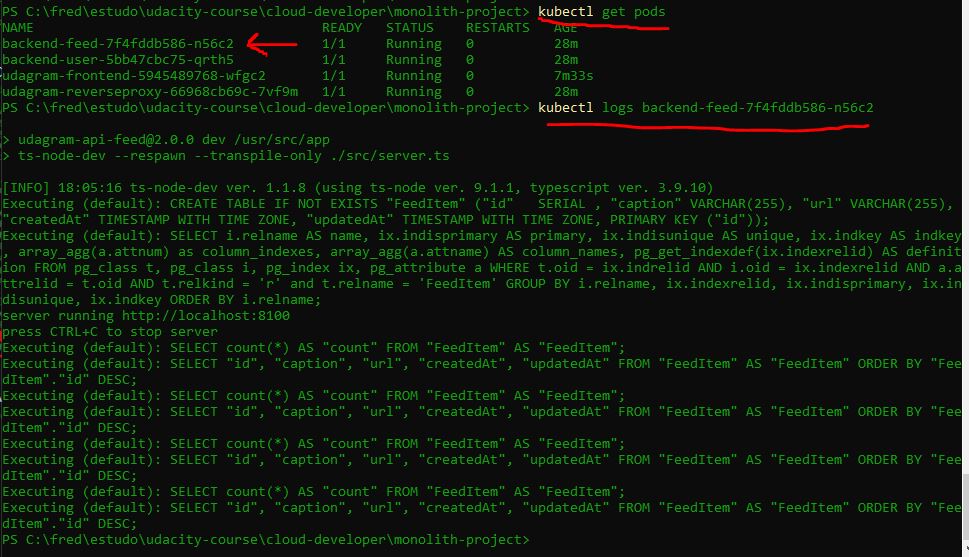 PS C:\fred\estudo\udacity-course\cloud-developer\monolith-project> kubectl get pods
NAME READY STATUS RESTARTS AGE
backend-feed-7f4fddb586-n56c2 1/1 Running 0 28m
backend-user-5bb47cbc75-qrth5 1/1 Running 0 28m
udagram-frontend-5945489768-wfgc2 1/1 Running 0 7m33s
udagram-reverseproxy-66968cb69c-7vf9m 1/1 Running 0 28m
PS C:\fred\estudo\udacity-course\cloud-developer\monolith-project> kubectl logs backend-feed-7f4fddb586-n56c2
> udagram-api-feed@2.0.0 dev /usr/src/app
> ts-node-dev --respawn --transpile-only ./src/server.ts
[INFO] 18:05:16 ts-node-dev ver. 1.1.8 (using ts-node ver. 9.1.1, typescript ver. 3.9.10)
Executing (default): CREATE TABLE IF NOT EXISTS "FeedItem" ("id" SERIAL , "caption" VARCHAR(255), "url" VARCHAR(255),
"createdAt" TIMESTAMP WITH TIME ZONE, "updatedAt" TIMESTAMP WITH TIME ZONE, PRIMARY KEY ("id"));
Executing (default): SELECT i.relname AS name, ix.indisprimary AS primary, ix.indisunique AS unique, ix.indkey AS indkey
, array_agg(a.attnum) as column_indexes, array_agg(a.attname) AS column_names, pg_get_indexdef(ix.indexrelid) AS definit
ion FROM pg_class t, pg_class i, pg_index ix, pg_attribute a WHERE t.oid = ix.indrelid AND i.oid = ix.indexrelid AND a.a
ttrelid = t.oid AND t.relkind = 'r' and t.relname = 'FeedItem' GROUP BY i.relname, ix.indexrelid, ix.indisprimary, ix.in
disunique, ix.indkey ORDER BY i.relname;
server running http://localhost:8100
press CTRL+C to stop server
Executing (default): SELECT count(*) AS "count" FROM "FeedItem" AS "FeedItem";
Executing (default): SELECT "id", "caption", "url", "createdAt", "updatedAt" FROM "FeedItem" AS "FeedItem" ORDER BY "Fee
dItem"."id" DESC;
Executing (default): SELECT count(*) AS "count" FROM "FeedItem" AS "FeedItem";
Executing (default): SELECT "id", "caption", "url", "createdAt", "updatedAt" FROM "FeedItem" AS "FeedItem" ORDER BY "Fee
dItem"."id" DESC;
Executing (default): SELECT count(*) AS "count" FROM "FeedItem" AS "FeedItem";
Executing (default): SELECT "id", "caption", "url", "createdAt", "updatedAt" FROM "FeedItem" AS "FeedItem" ORDER BY "Fee
dItem"."id" DESC;
Executing (default): SELECT count(*) AS "count" FROM "FeedItem" AS "FeedItem";
Executing (default): SELECT "id", "caption", "url", "createdAt", "updatedAt" FROM "FeedItem" AS "FeedItem" ORDER BY "Fee
dItem"."id" DESC;
PS C:\fred\estudo\udacity-course\cloud-developer\monolith-project>